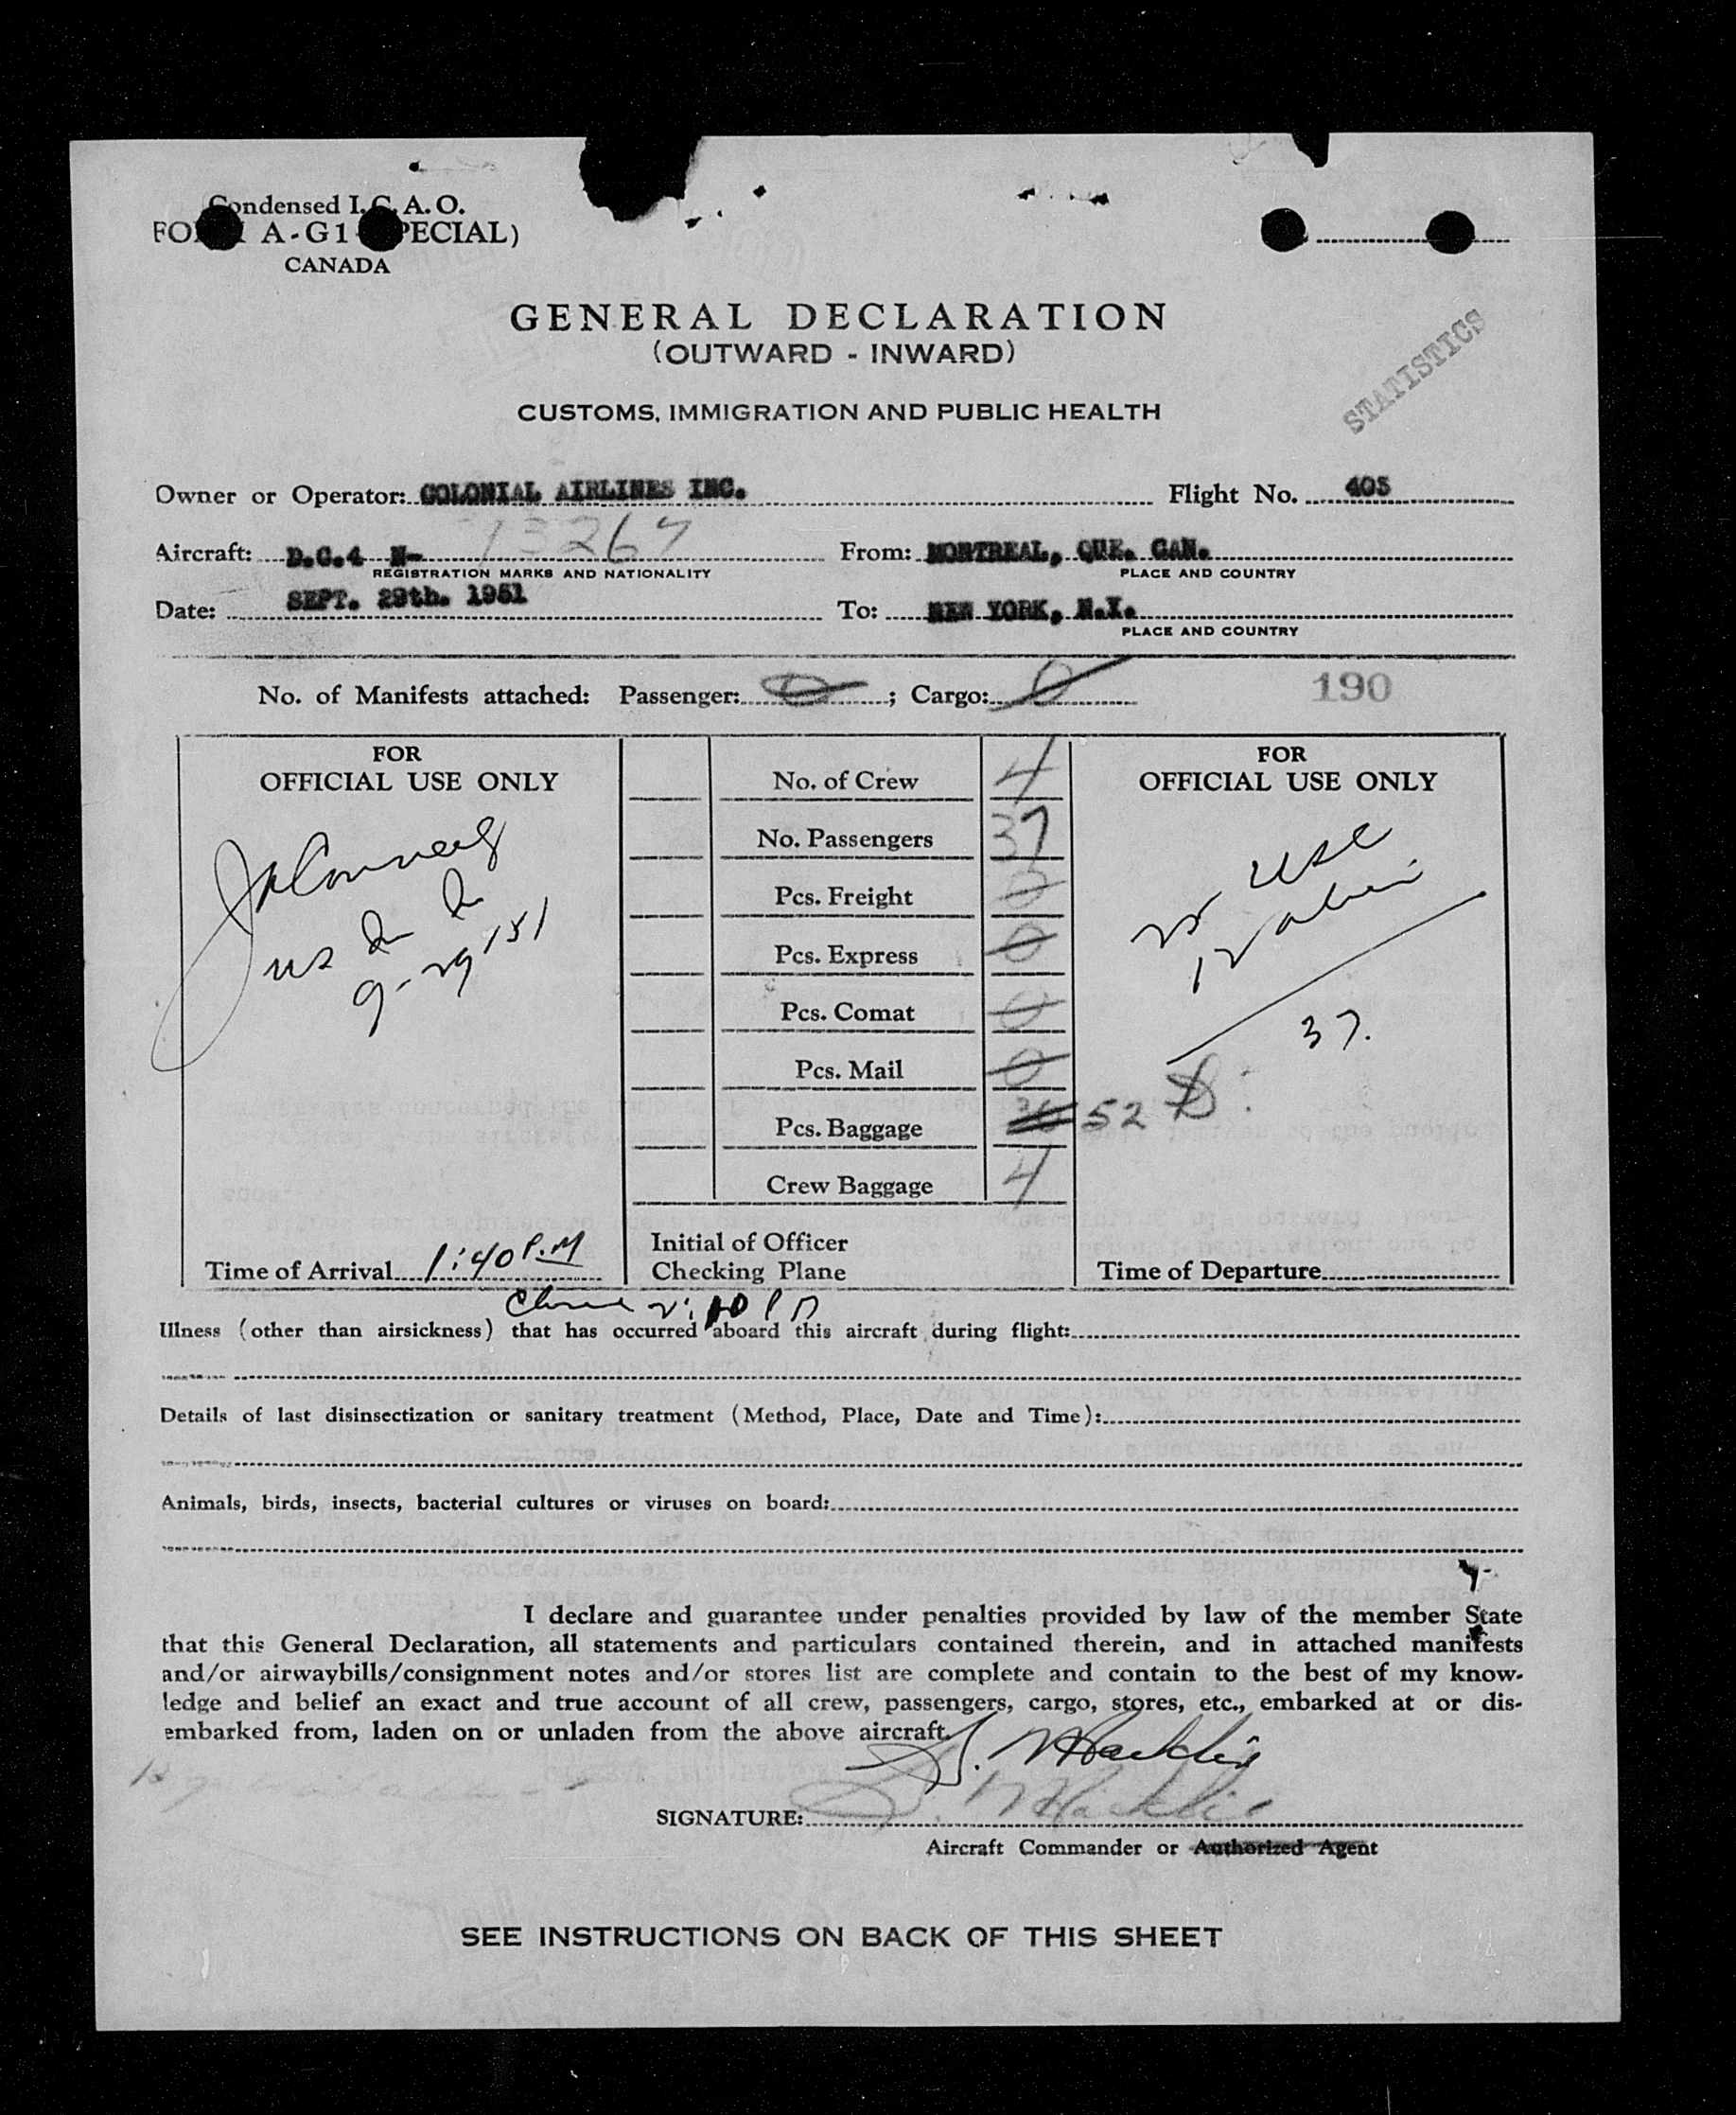 Condensed I.C.A.O.
FORM A-G1 (SPECIAL)
CANADA
GENERAL DECLARATION
(OUTWARD - INWARD)
CUSTOMS, IMMIGRATION AND PUBLIC HEALTH
STATISTICS
Owner or Operator: COLONIAL AIRLINES INC. Flight No. 405
Aircraft: D.C.4 N- From: MONTREAL, QUE. CAN.
REGISTRATION MARKS AND NATIONALITY PLACE AND COUNTRY
Date: SEPT. 29th. 1951 To: NEW YORK, N.Y.
PLACE AND COUNTRY
No. of Manifests attached: Passenger: 0; Cargo: 0 190
FOR
OFFICIAL USE ONLY
9-29-51
Time of Arrival 1:40 P.M
No. of Crew 4
No. Passengers 37
Pcs. Freight 0
Pcs. Express 0
Pcs. Comat 0
Pcs. Mail 0
Pcs. Baggage 52
Crew Baggage 4
Initial of Officer
Checking Plane
FOR
OFFICIAL USE ONLY
25 USC
12
37.
Time of Departure
Illness (other than airsickness) that has occurred aboard this aircraft during flight:
Details of last disinsectization or sanitary treatment (Method, Place, Date and Time):
Animals, birds, insects, bacterial cultures or viruses on board:
I declare and guarantee under penalties provided by law of the member State
that this General Declaration, all statements and particulars contained therein, and in attached manifests
and/or airwaybills/consignment notes and/or stores list are complete and contain to the best of my know-
ledge and belief an exact and true account of all crew, passengers, cargo, stores, etc., embarked at or dis-
embarked from, laden on or unladen from the above aircraft.
S. Macklin
SIGNATURE: S. Macklin
Aircraft Commander or Authorized Agent
SEE INSTRUCTIONS ON BACK OF THIS SHEET